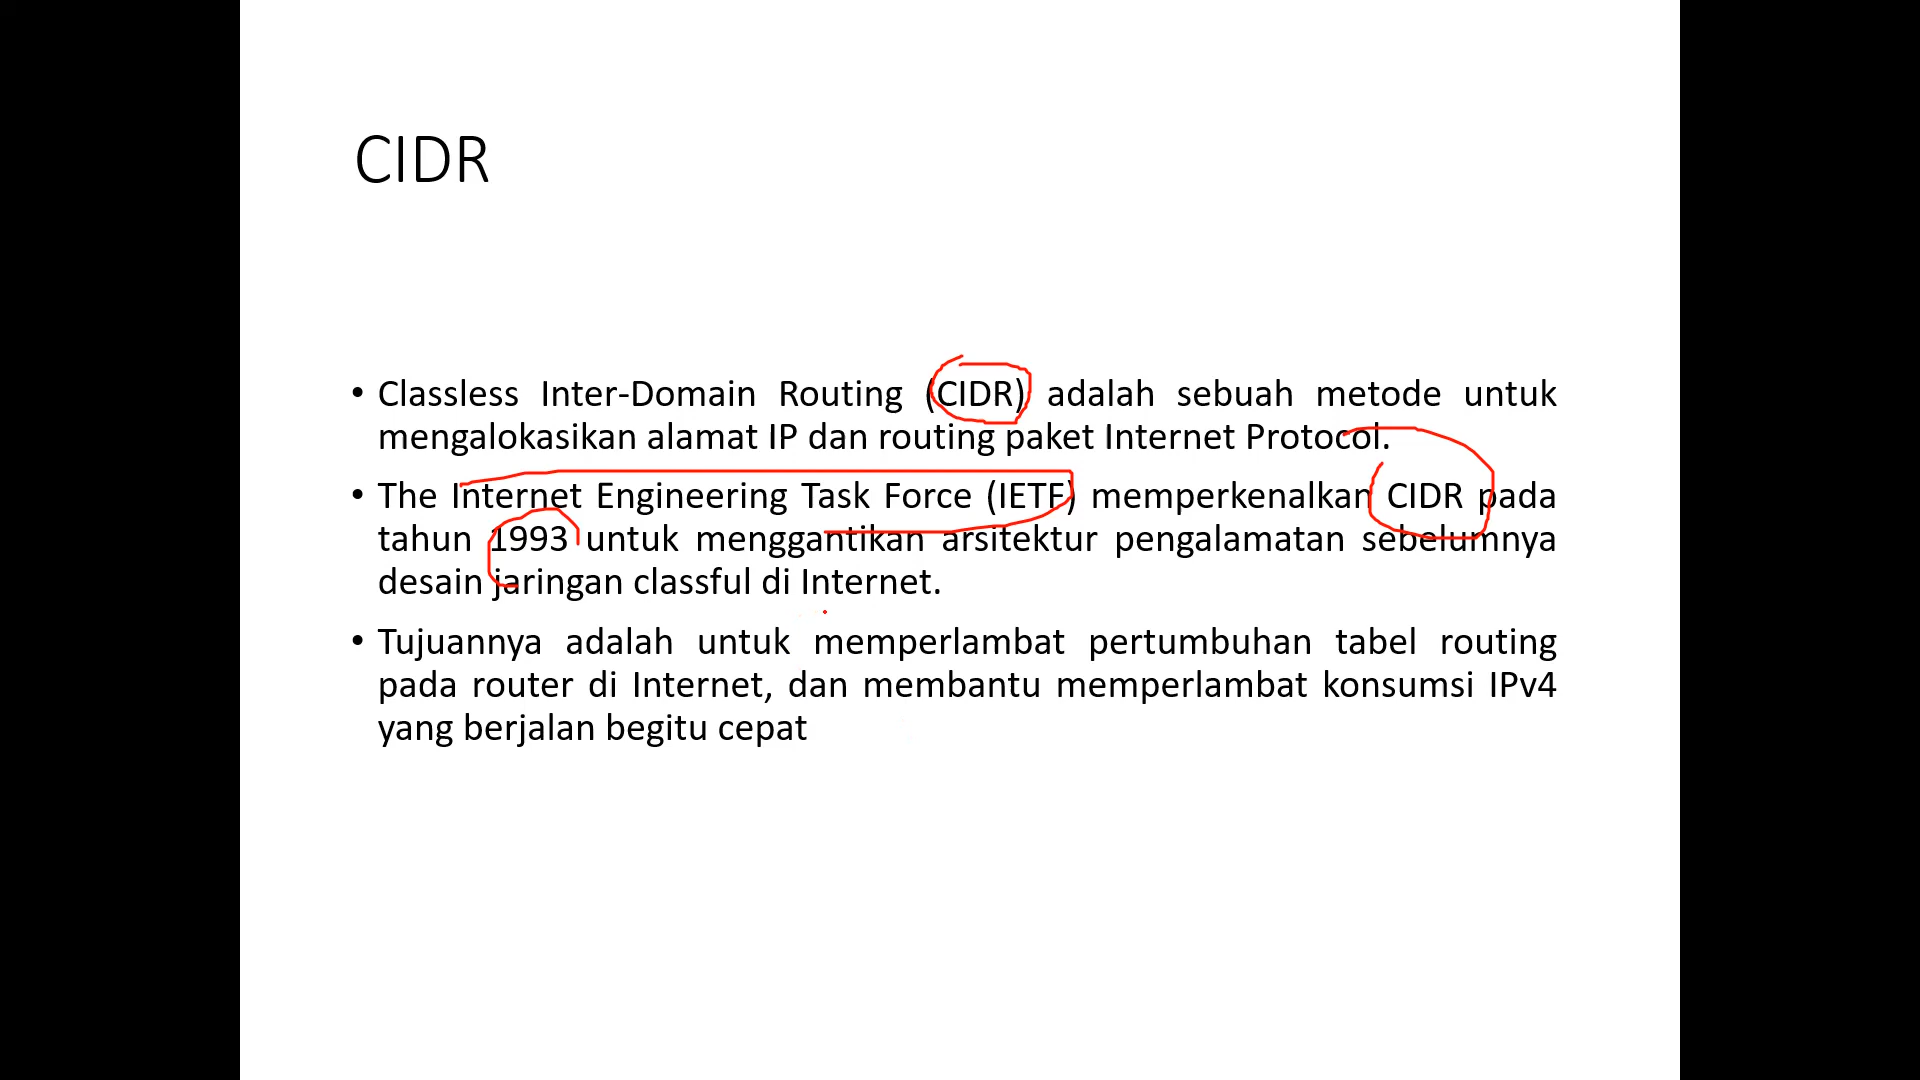 CIDR
• Classless Inter-Domain Routing (CIDR) adalah sebuah metode untuk
mengalokasikan alamat IP dan routing paket Internet Protocol.
• The Internet Engineering Task Force (IETF) memperkenalkan CIDR pada
tahun 1993 untuk menggantikan arsitektur pengalamatan sebelumnya
desain jaringan classful di Internet.
• Tujuannya adalah untuk memperlambat pertumbuhan tabel routing
pada router di Internet, dan membantu memperlambat konsumsi IPv4
yang berjalan begitu cepat